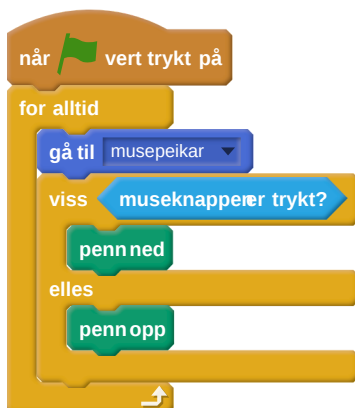 når vert trykt på
for alltid
gå til musepeikar
viss museknappen er trykt?
penn ned
elles
penn opp